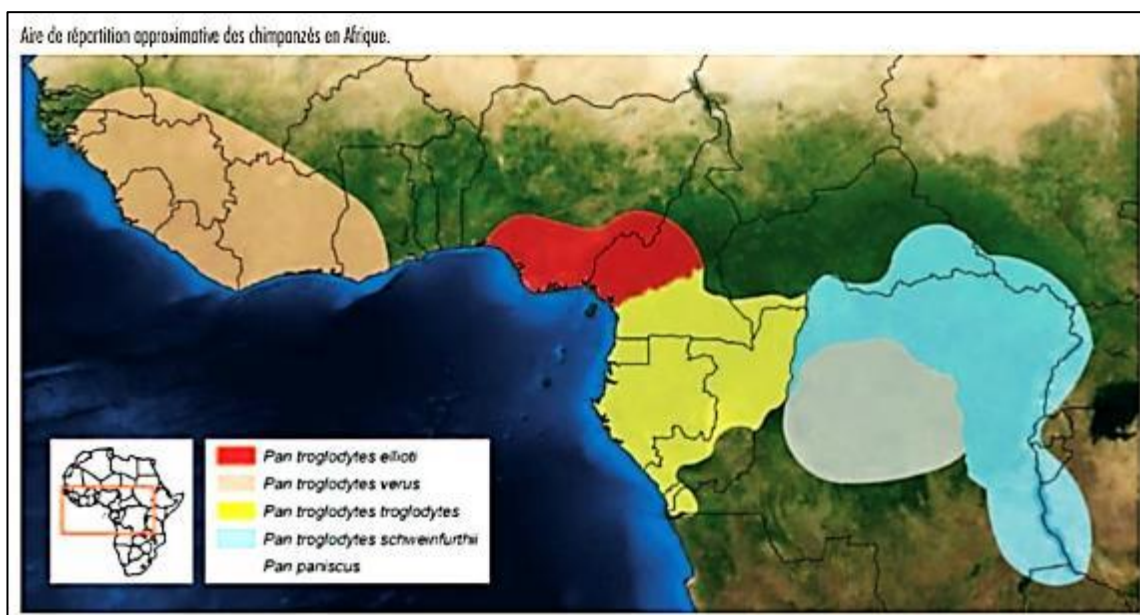 Aire de répartition approximative des chimpanzés en Afrique.
Pan troglodytes ellioti
Pan troglodytes verus
Pan troglodytes troglodytes
Pan troglodytes schweinfurthii
Pan paniscus